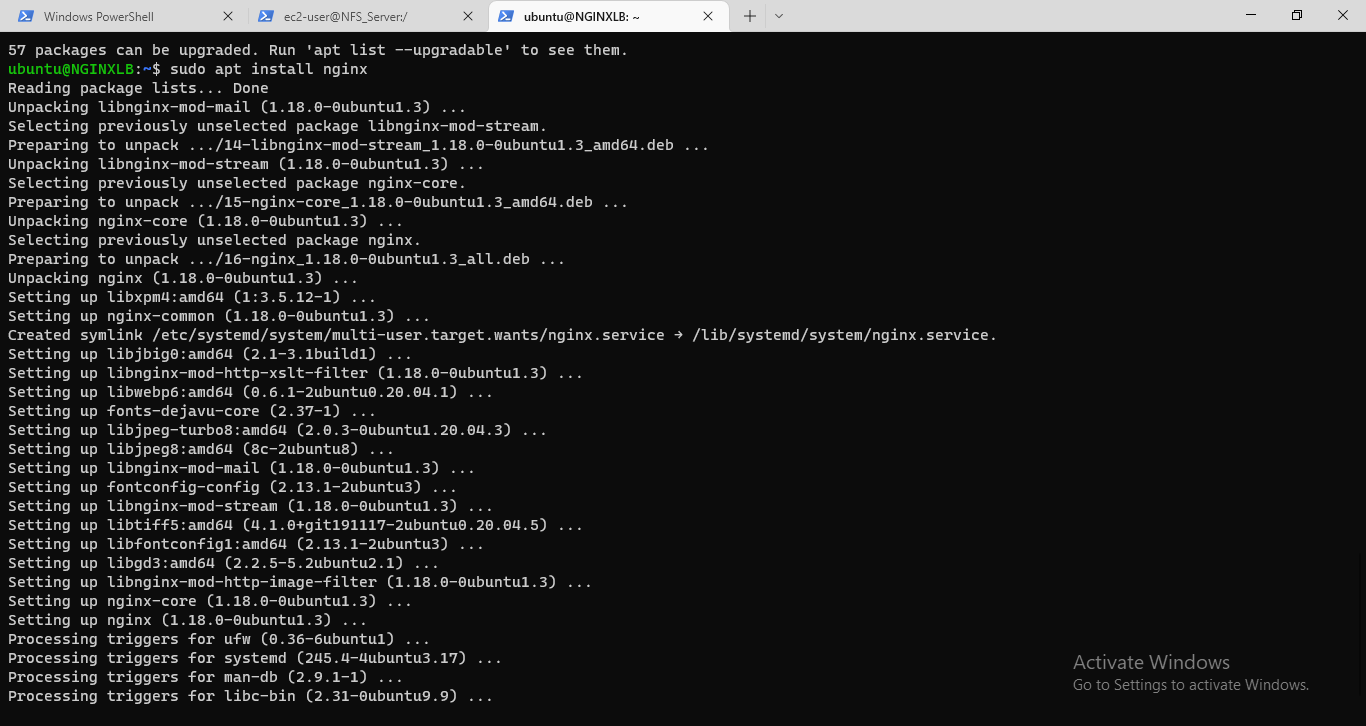 Windows PowerShell
ec2-user@NFS_Server:/
ubuntu@NGINXLB: ~
57 packages can be upgraded. Run 'apt list --upgradable' to see them.
ubuntu@NGINXLB:~$ sudo apt install nginx
Reading package lists... Done
Unpacking libnginx-mod-mail (1.18.0-0ubuntu1.3) ...
Selecting previously unselected package libnginx-mod-stream.
Preparing to unpack .../14-libnginx-mod-stream_1.18.0-0ubuntu1.3_amd64.deb ...
Unpacking libnginx-mod-stream (1.18.0-0ubuntu1.3) ...
Selecting previously unselected package nginx-core.
Preparing to unpack .../15-nginx-core_1.18.0-0ubuntu1.3_amd64.deb ...
Unpacking nginx-core (1.18.0-0ubuntu1.3) ...
Selecting previously unselected package nginx.
Preparing to unpack .../16-nginx_1.18.0-0ubuntu1.3_all.deb ...
Unpacking nginx (1.18.0-0ubuntu1.3) ...
Setting up libxpm4:amd64 (1:3.5.12-1) ...
Setting up nginx-common (1.18.0-0ubuntu1.3) ...
Created symlink /etc/systemd/system/multi-user.target.wants/nginx.service → /lib/systemd/system/nginx.service.
Setting up libjbig0:amd64 (2.1-3.1build1) ...
Setting up libnginx-mod-http-xslt-filter (1.18.0-0ubuntu1.3) ...
Setting up libwebp6:amd64 (0.6.1-2ubuntu0.20.04.1) ...
Setting up fonts-dejavu-core (2.37-1) ...
Setting up libjpeg-turbo8:amd64 (2.0.3-0ubuntu1.20.04.3) ...
Setting up libjpeg8:amd64 (8c-2ubuntu8) ...
Setting up libnginx-mod-mail (1.18.0-0ubuntu1.3) ...
Setting up fontconfig-config (2.13.1-2ubuntu3) ...
Setting up libnginx-mod-stream (1.18.0-0ubuntu1.3) ...
Setting up libtiff5:amd64 (4.1.0+git191117-2ubuntu0.20.04.5) ...
Setting up libfontconfig1:amd64 (2.13.1-2ubuntu3) ...
Setting up libgd3:amd64 (2.2.5-5.2ubuntu2.1) ...
Setting up libnginx-mod-http-image-filter (1.18.0-0ubuntu1.3) ...
Setting up nginx-core (1.18.0-0ubuntu1.3) ...
Setting up nginx (1.18.0-0ubuntu1.3) ...
Processing triggers for ufw (0.36-6ubuntu1) ...
Processing triggers for systemd (245.4-4ubuntu3.17) ...
Processing triggers for man-db (2.9.1-1) ...
Processing triggers for libc-bin (2.31-0ubuntu9.9) ...
Activate Windows
Go to Settings to activate Windows.